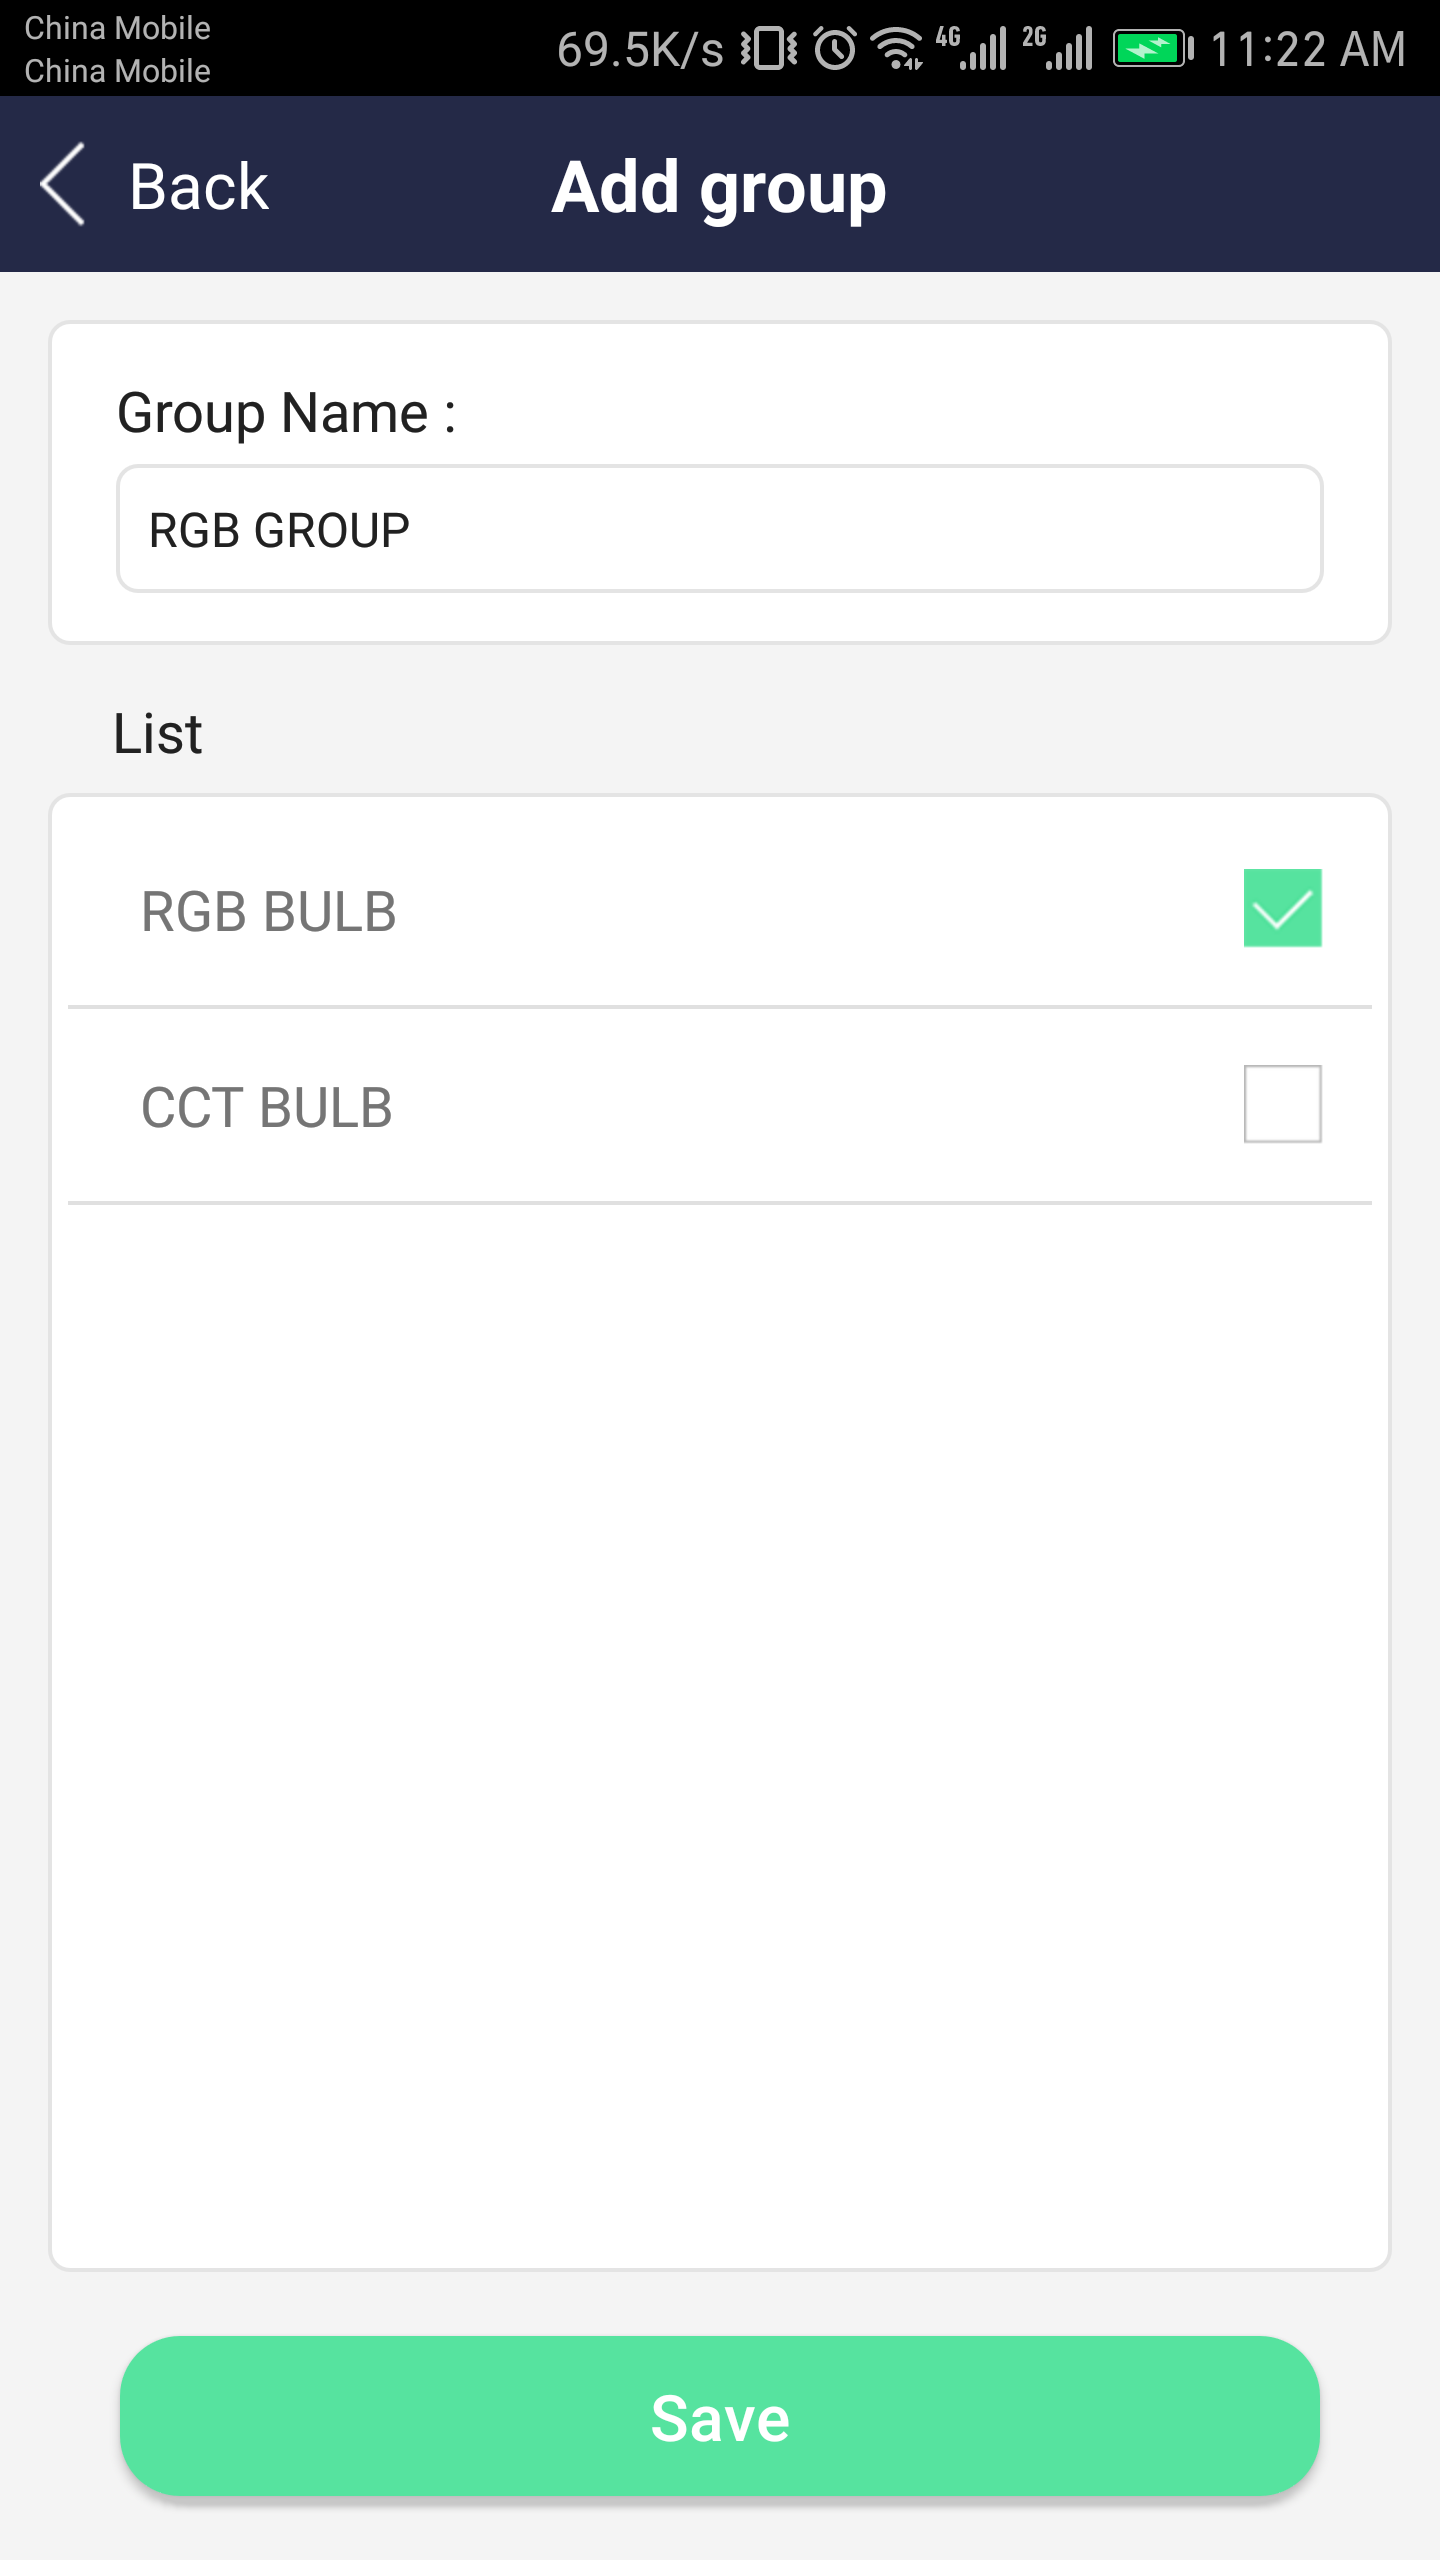 China Mobile
China Mobile
69.5K/s 4G 2G 11:22 AM
Back
Add group
Group Name :
RGB GROUP
List
RGB BULB
CCT BULB
Save